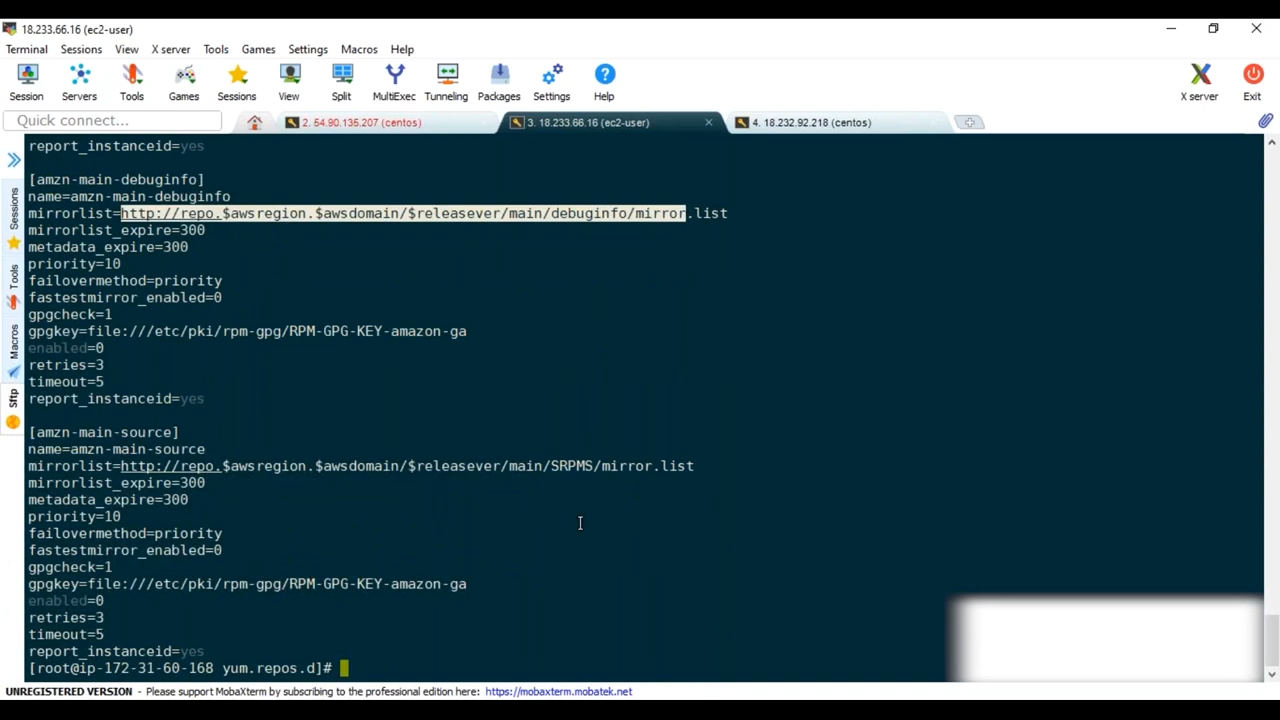 18.233.66.16 (ec2-user)
Terminal Sessions View X server Tools Games Settings Macros Help
Session Servers Tools Games Sessions View Split MultiExec Tunneling Packages Settings Help X server Exit
Quick connect... 2. 54.90.135.207 (centos) 3. 18.233.66.16 (ec2-user) 4. 18.232.92.218 (centos)
Sessions
Tools
Macros
Sftp
report_instanceid=yes
[amzn-main-debuginfo]
name=amzn-main-debuginfo
mirrorlist=http://repo.$awsregion.$awsdomain/$releasever/main/debuginfo/mirror.list
mirrorlist_expire=300
metadata_expire=300
priority=10
failovermethod=priority
fastestmirror_enabled=0
gpgcheck=1
gpgkey=file:///etc/pki/rpm-gpg/RPM-GPG-KEY-amazon-ga
enabled=0
retries=3
timeout=5
report_instanceid=yes
[amzn-main-source]
name=amzn-main-source
mirrorlist=http://repo.$awsregion.$awsdomain/$releasever/main/SRPMS/mirror.list
mirrorlist_expire=300
metadata_expire=300
priority=10
failovermethod=priority
fastestmirror_enabled=0
gpgcheck=1
gpgkey=file:///etc/pki/rpm-gpg/RPM-GPG-KEY-amazon-ga
enabled=0
retries=3
timeout=5
report_instanceid=yes
[root@ip-172-31-60-168 yum.repos.d]#
UNREGISTERED VERSION - Please support MobaXterm by subscribing to the professional edition here: https://mobaxterm.mobatek.net